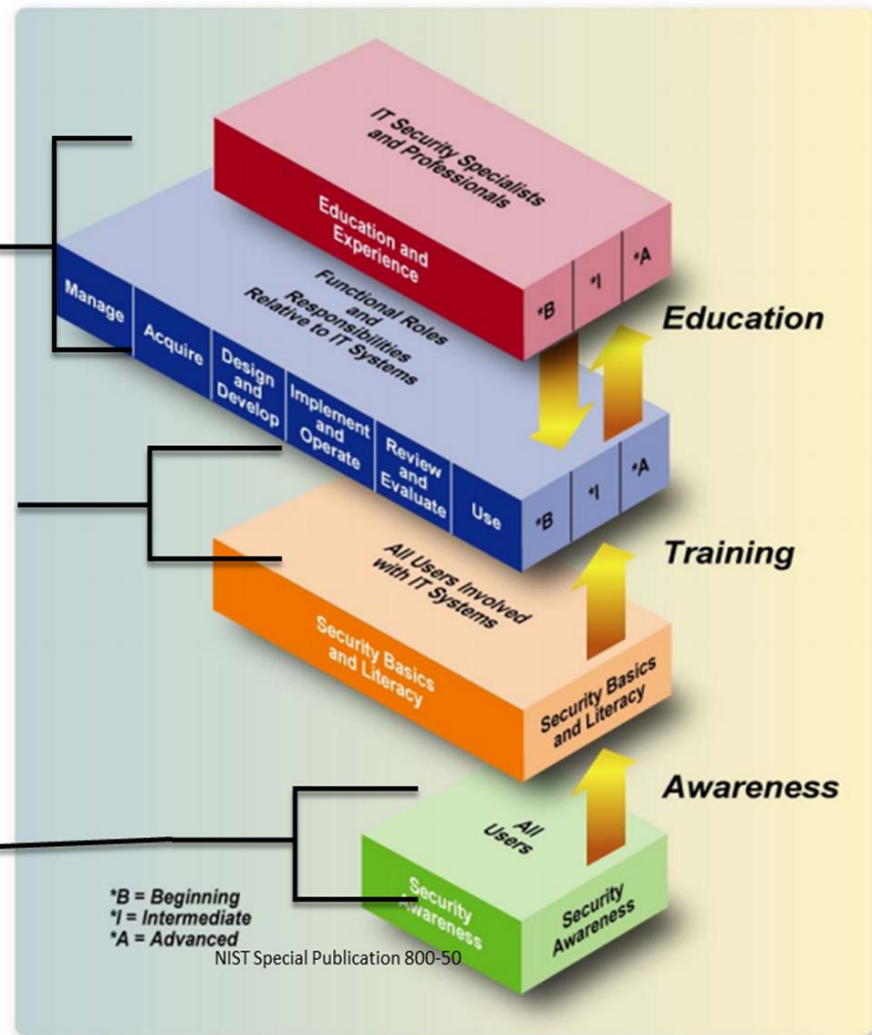 IT Security Specialists
and Professionals
Education and
Experience
*B
*I
*A
Education
Functional Roles
and
Responsibilities
Relative to IT Systems
Manage
Acquire
Design
and
Develop
Implement
and
Operate
Review
and
Evaluate
Use
*B
*I
*A
Training
All Users Involved
with IT Systems
Security Basics
and Literacy
Security Basics
and Literacy
Awareness
All
Users
Security
Awareness
Security
Awareness
*B = Beginning
*I = Intermediate
*A = Advanced
NIST Special Publication 800-50